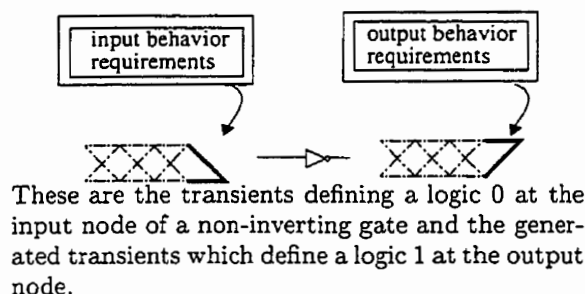 input behavior
requirements
output behavior
requirements
These are the transients defining a logic 0 at the
input node of a non-inverting gate and the gener-
ated transients which define a logic 1 at the output
node.